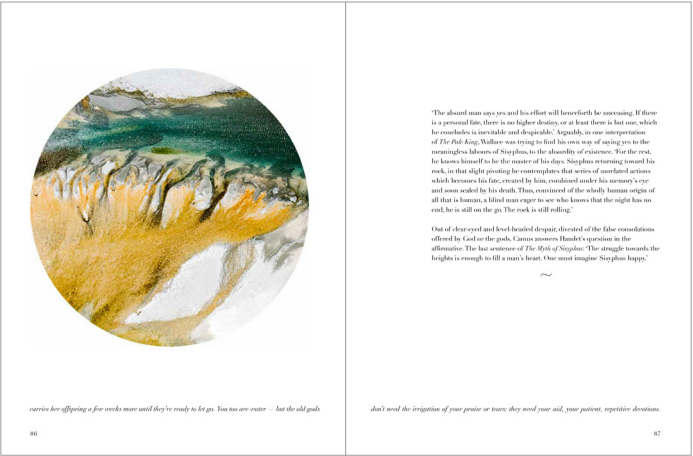 carries her offspring a few weeks more until they're ready to let go. You too are water — but the old gods
86
'The absurd man says yes and his effort will henceforth be unceasing. If there
is a personal fate, there is no higher destiny, or at least there is but one, which
he concludes is inevitable and despicable.' Arguably, in one interpretation
of The Pale King, Wallace was trying to find his own way of saying yes to the
meaningless labours of Sisyphus, to the absurdity of existence. 'For the rest,
he knows himself to be the master of his days. Sisyphus returning toward his
rock, in that slight pivoting he contemplates that series of unrelated actions
which becomes his fate, created by him, combined under his memory's eye
and soon sealed by his death. Thus, convinced of the wholly human origin of
all that is human, a blind man eager to see who knows that the night has no
end, he is still on the go. The rock is still rolling.'
Out of clear-eyed and level-headed despair, divested of the false consolations
offered by God or the gods, Camus answers Hamlet's question in the
affirmative. The last sentence of The Myth of Sisyphus: 'The struggle towards the
heights is enough to fill a man's heart. One must imagine Sisyphus happy.'
~
don't need the irrigation of your praise or tears; they need your aid, your patient, repetitive devotions.
87